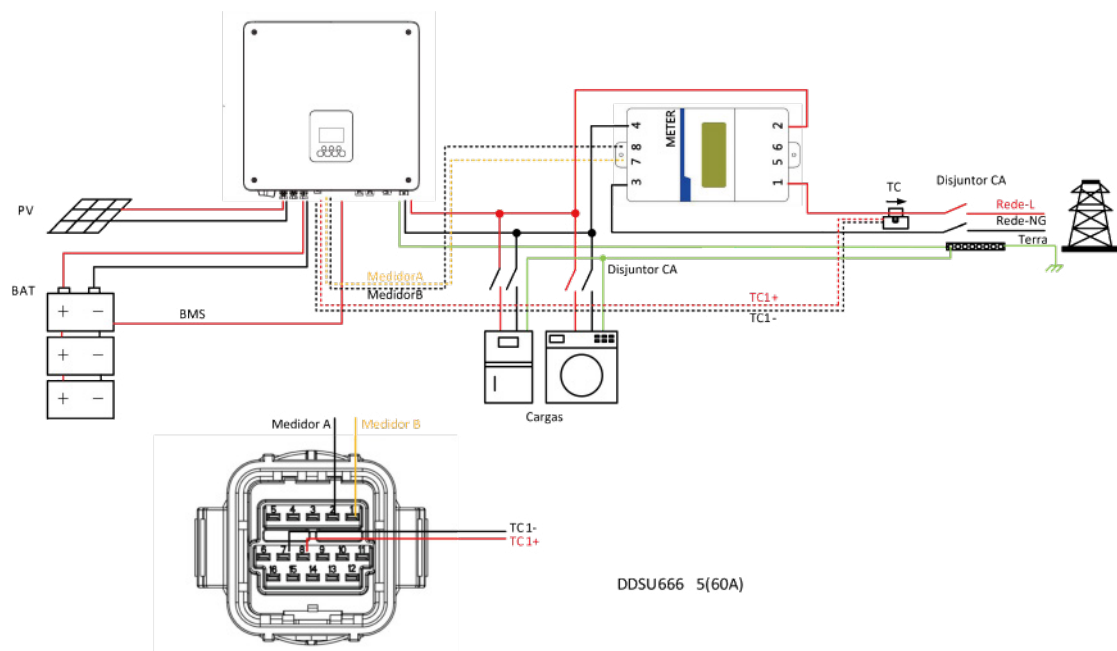 METER
4
8
7
3
2
6
5
1
TC
Disjuntor CA
Rede-L
Rede-NG
Terra
PV
BAT
+ −
+ −
+ −
BMS
MedidorA
MedidorB
Disjuntor CA
TC1+
TC1-
Cargas
Medidor A
Medidor B
5 4 3 2 1
6 7 8 9 10 11
16 15 14 13 12
TC 1-
TC 1+
DDSU666 5(60A)